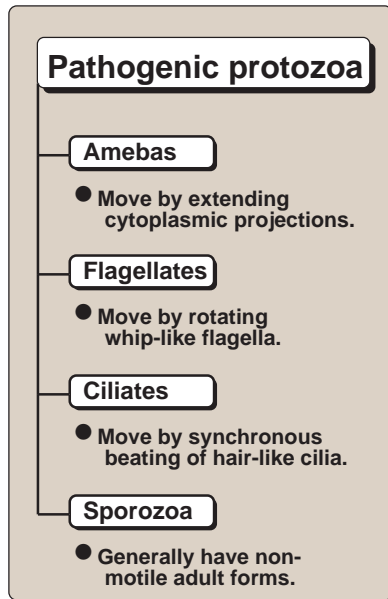 Pathogenic protozoa
Amebas
● Move by extending
cytoplasmic projections.
Flagellates
● Move by rotating
whip-like flagella.
Ciliates
● Move by synchronous
beating of hair-like cilia.
Sporozoa
● Generally have non-
motile adult forms.